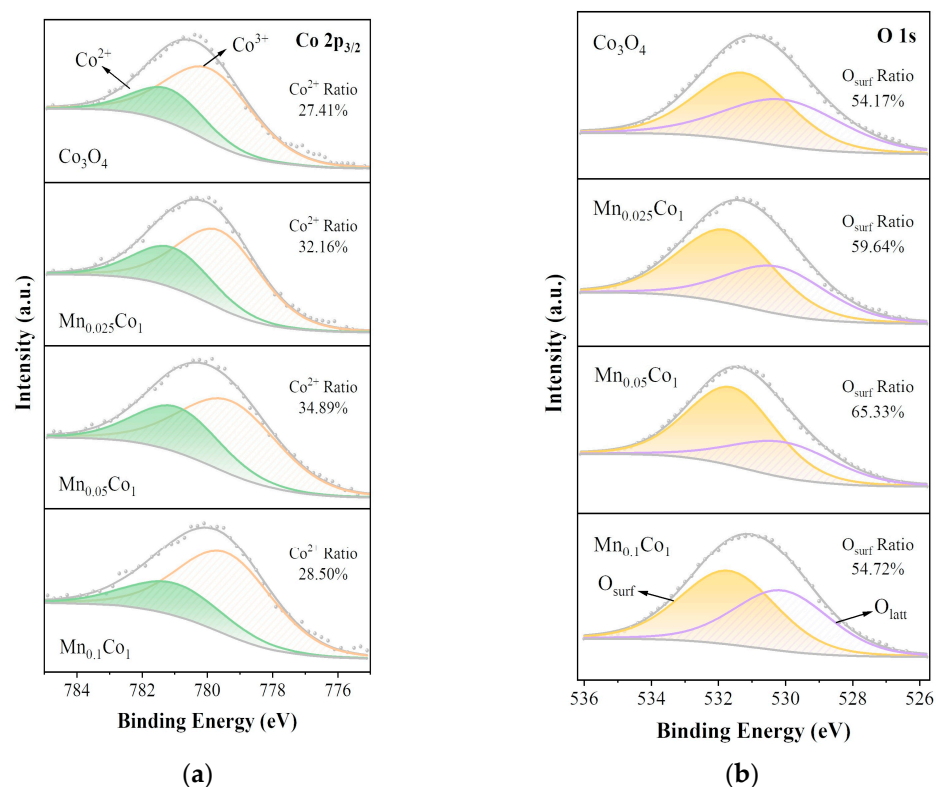 Co 2p3/2
Co2+
Co3+
Co2+ Ratio
27.41%
Co3O4
Co2+ Ratio
32.16%
Mn0.025Co1
Co2+ Ratio
34.89%
Mn0.05Co1
Co2+ Ratio
28.50%
Mn0.1Co1
784
782
780
778
776
Binding Energy (eV)
Intensity (a.u.)
(a)
O 1s
Co3O4
Osurf Ratio
54.17%
Mn0.025Co1
Osurf Ratio
59.64%
Mn0.05Co1
Osurf Ratio
65.33%
Mn0.1Co1
Osurf Ratio
54.72%
Osurf
Olatt
536
534
532
530
528
526
Binding Energy (eV)
Intensity (a.u.)
(b)